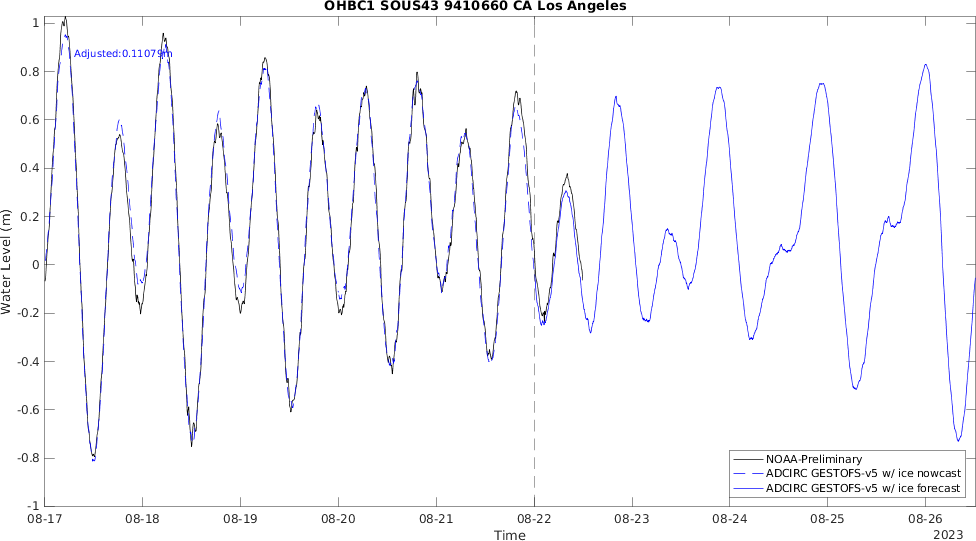 OHBC1 SOUS43 9410660 CA Los Angeles
Adjusted:0.11079m
Water Level (m)
1
0.8
0.6
0.4
0.2
0
-0.2
-0.4
-0.6
-0.8
-1
NOAA-Preliminary
ADCIRC GESTOFS-v5 w/ ice nowcast
ADCIRC GESTOFS-v5 w/ ice forecast
08-17 08-18 08-19 08-20 08-21 08-22 08-23 08-24 08-25 08-26
Time
2023